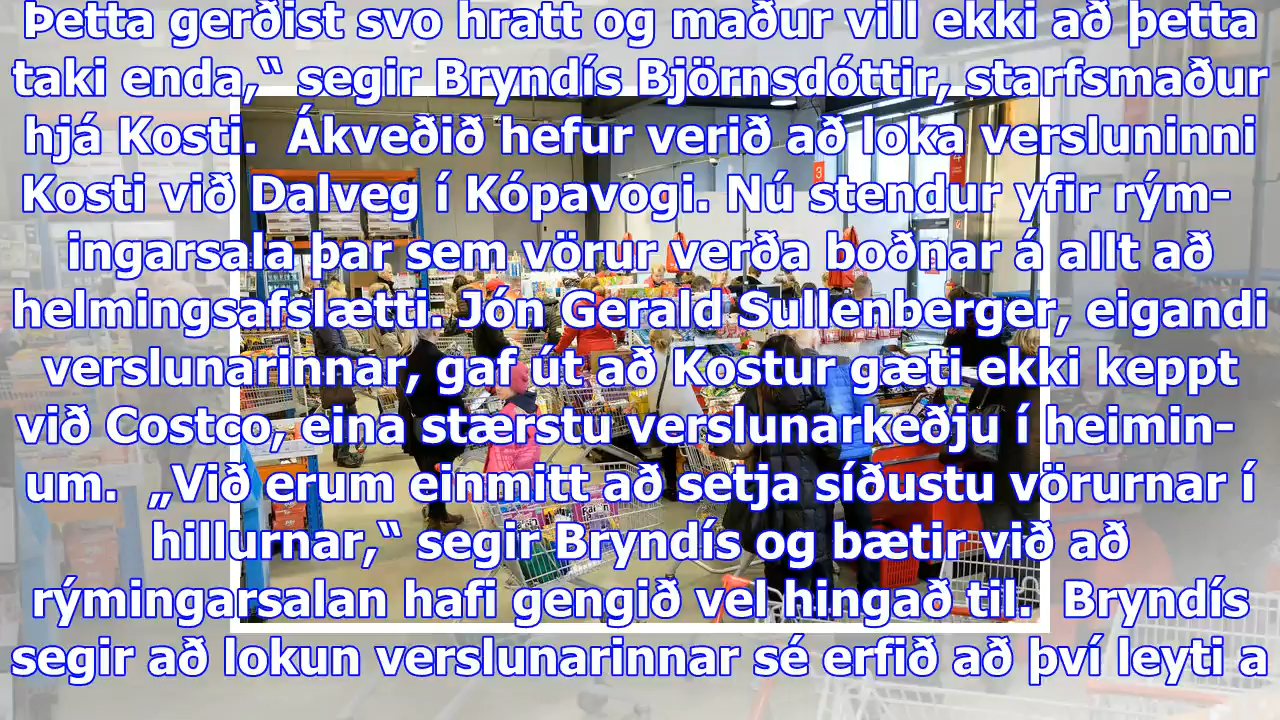 Þetta gerðist svo hratt og maður vill ekki að þetta
taki enda,“ segir Bryndís Björnsdóttir, starfsmaður
hjá Kosti.  Ákveðið hefur verið að loka versluninni
Kosti við Dalveg í Kópavogi. Nú stendur yfir rým-
ingarsala þar sem vörur verða boðnar á allt að
helmingsafslætti. Jón Gerald Sullenberger, eigandi
verslunarinnar, gaf út að Kostur gæti ekki keppt
við Costco, eina stærstu verslunarkeðju í heimin-
um.  „Við erum einmitt að setja síðustu vörurnar í
hillurnar,“ segir Bryndís og bætir við að
rýmingarsalan hafi gengið vel hingað til.  Bryndís
segir að lokun verslunarinnar sé erfið að því leyti a
3
4